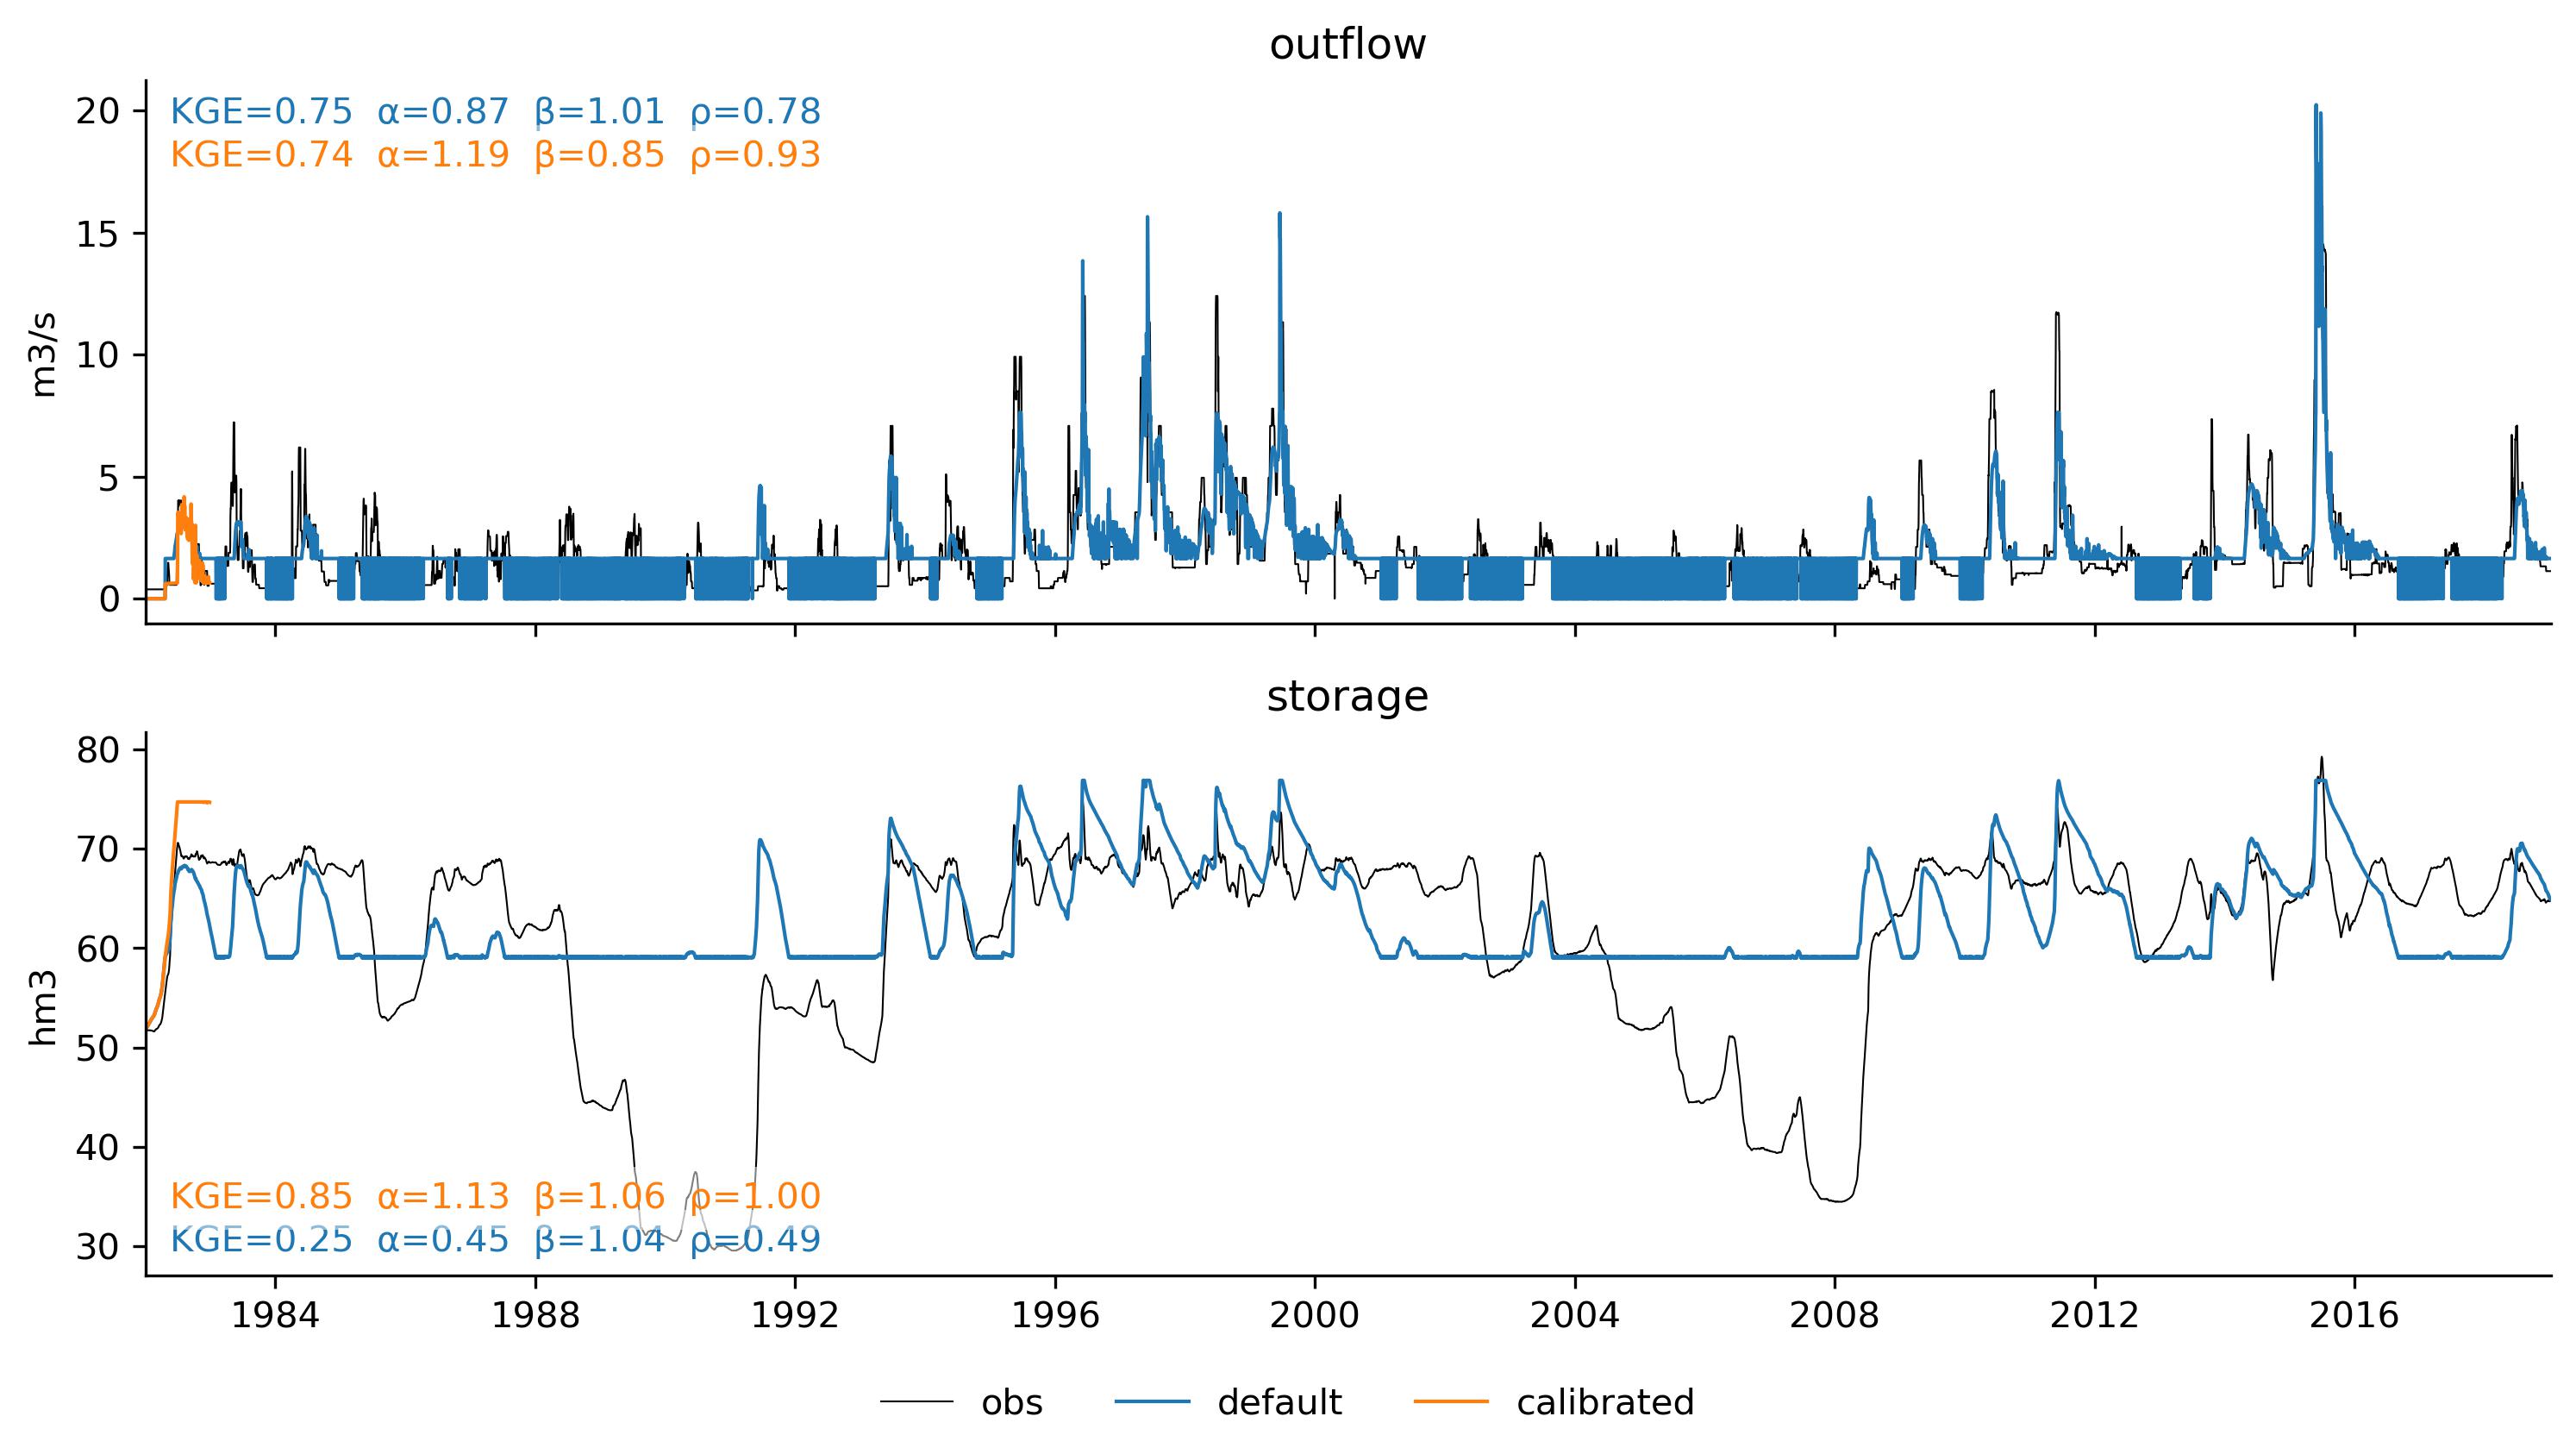 outflow
KGE=0.75 α=0.87 β=1.01 ρ=0.78
KGE=0.74 α=1.19 β=0.85 ρ=0.93
20
15
10
5
0
m3/s
storage
80
70
60
50
40
30
hm3
KGE=0.85 α=1.13 β=1.06 ρ=1.00
KGE=0.25 α=0.45 β=1.04 ρ=0.49
1984 1988 1992 1996 2000 2004 2008 2012 2016
obs default calibrated